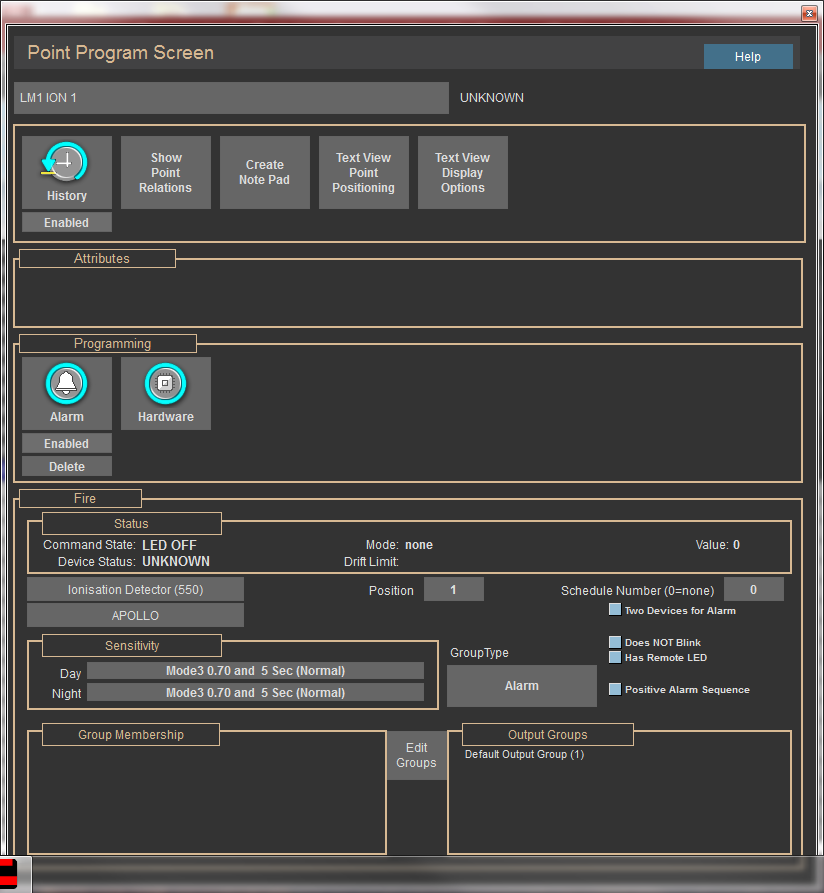 Point Program Screen
Help
LM1 ION 1
UNKNOWN
History
Enabled
Show
Point
Relations
Create
Note Pad
Text View
Point
Positioning
Text View
Display
Options
Attributes
Programming
Alarm
Enabled
Delete
Hardware
Fire
Status
Command State: LED OFF
Mode: none
Value: 0
Device Status: UNKNOWN
Drift Limit:
Ionisation Detector (550)
Position 1
Schedule Number (0=none) 0
APOLLO
Two Devices for Alarm
Sensitivity
Day Mode3 0.70 and 5 Sec (Normal)
Night Mode3 0.70 and 5 Sec (Normal)
GroupType
Alarm
Does NOT Blink
Has Remote LED
Positive Alarm Sequence
Group Membership
Edit
Groups
Output Groups
Default Output Group (1)